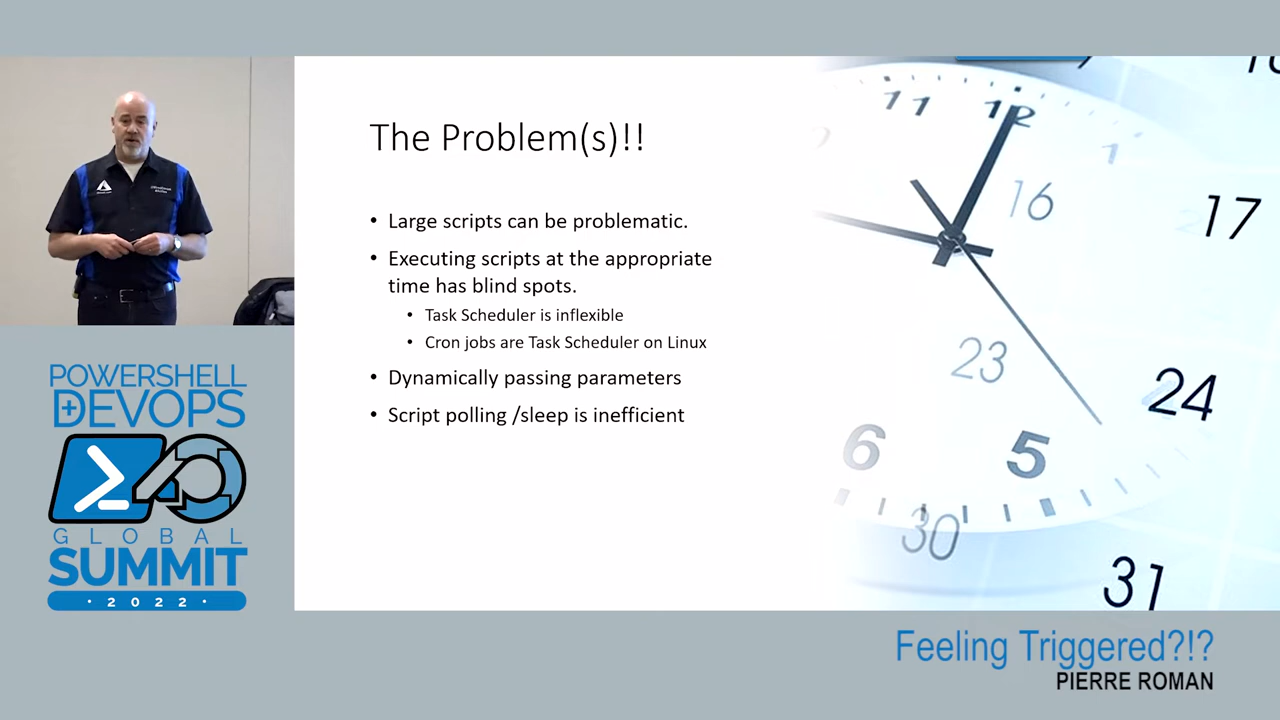 The Problem(s)!!
• Large scripts can be problematic.
• Executing scripts at the appropriate
time has blind spots.
• Task Scheduler is inflexible
• Cron jobs are Task Scheduler on Linux
• Dynamically passing parameters
• Script polling /sleep is inefficient
11
12
1
16
17
23
24
6
5
30
31
POWERSHELL
DEVOPS
GLOBAL
SUMMIT
· 2022 ·
Feeling Triggered?!?
PIERRE ROMAN